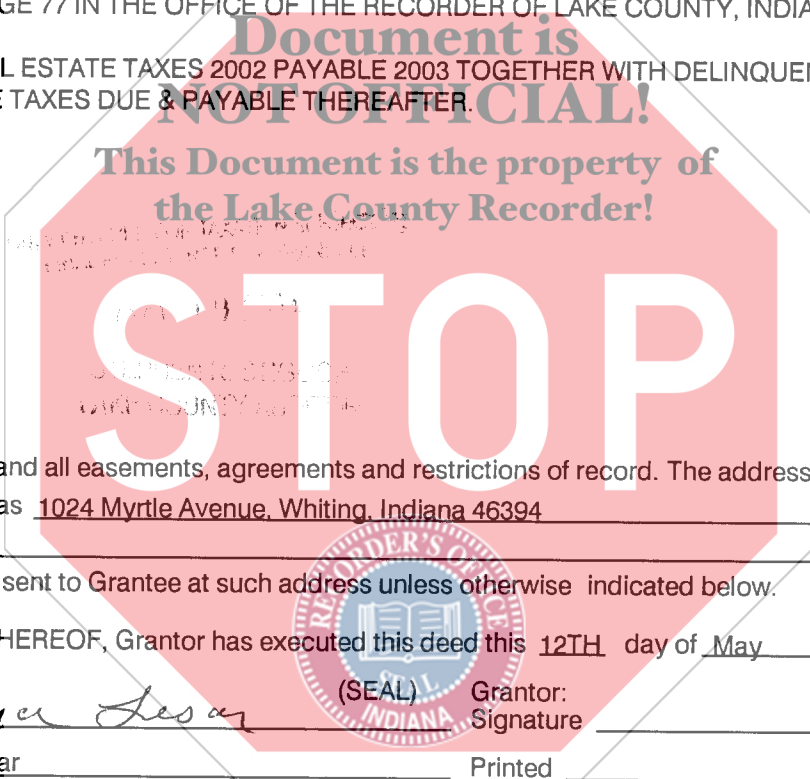 GE 77 IN THE OFFICE OF THE RECORDER OF LAKE COUNTY, INDIA
Document is
L ESTATE TAXES 2002 PAYABLE 2003 TOGETHER WITH DELINQUEN
NOT OFFICIAL!
E TAXES DUE & PAYABLE THEREAFTER.
This Document is the property of
the Lake County Recorder!
STOP
and all easements, agreements and restrictions of record. The address
as 1024 Myrtle Avenue, Whiting, Indiana 46394
RECORDER'S OFFICE
sent to Grantee at such address unless otherwise indicated below.
HEREOF, Grantor has executed this deed this 12TH day of May
(SEAL) Grantor:
SEAL
Signature
INDIANA
ar Printed